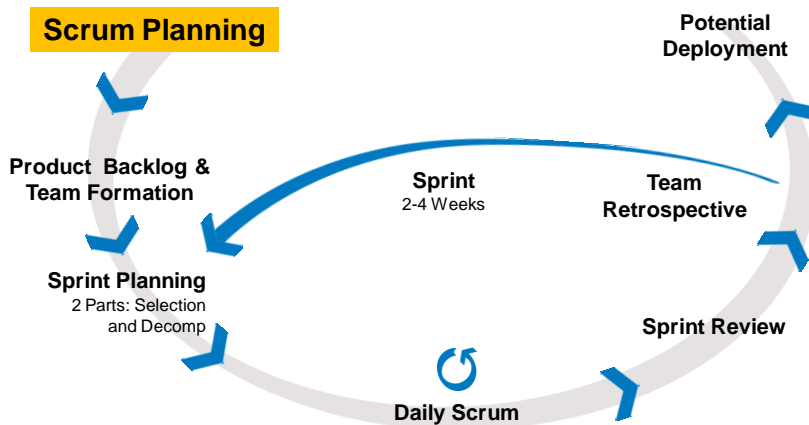 Scrum Planning
Potential
Deployment
Product Backlog &
Team Formation
Sprint
2-4 Weeks
Team
Retrospective
Sprint Planning
2 Parts: Selection
and Decomp
Sprint Review
Daily Scrum